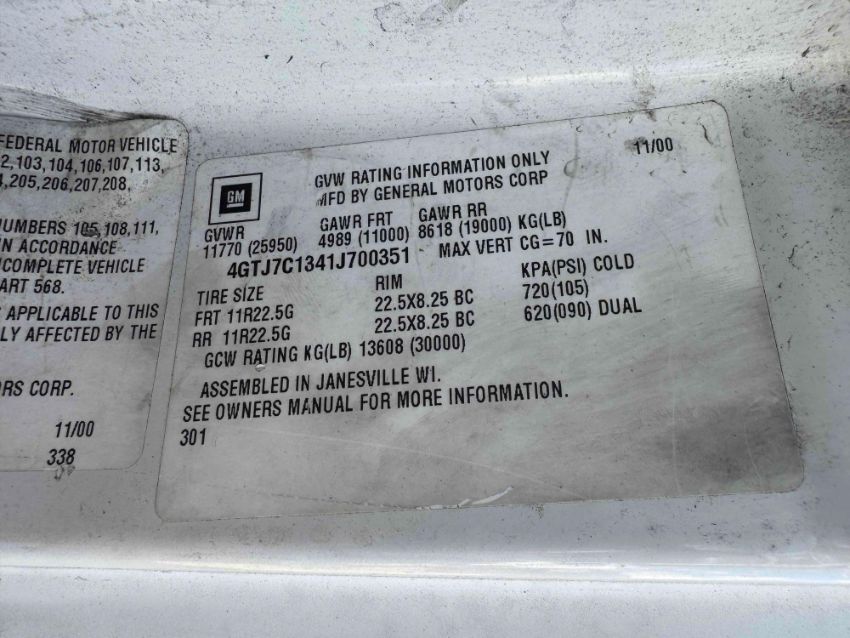 FEDERAL MOTOR VEHICLE
2,103,104,106,107,113,
,205,206,207,208,
UMBERS 105,108,111,
IN ACCORDANCE
NCOMPLETE VEHICLE
ART 568.
APPLICABLE TO THIS
LY AFFECTED BY THE
ORS CORP.
11/00
338
GM
GVW RATING INFORMATION ONLY
MFD BY GENERAL MOTORS CORP
11/00
GVWR GAWR FRT GAWR RR
11770 (25950) 4989 (11000) 8618 (19000) KG(LB)
4GTJ7C1341J700351 MAX VERT CG=70 IN.
TIRE SIZE RIM KPA(PSI) COLD
FRT 11R22.5G 22.5X8.25 BC 720(105)
RR 11R22.5G 22.5X8.25 BC 620(090) DUAL
GCW RATING KG(LB) 13608 (30000)
ASSEMBLED IN JANESVILLE WI.
SEE OWNERS MANUAL FOR MORE INFORMATION.
301